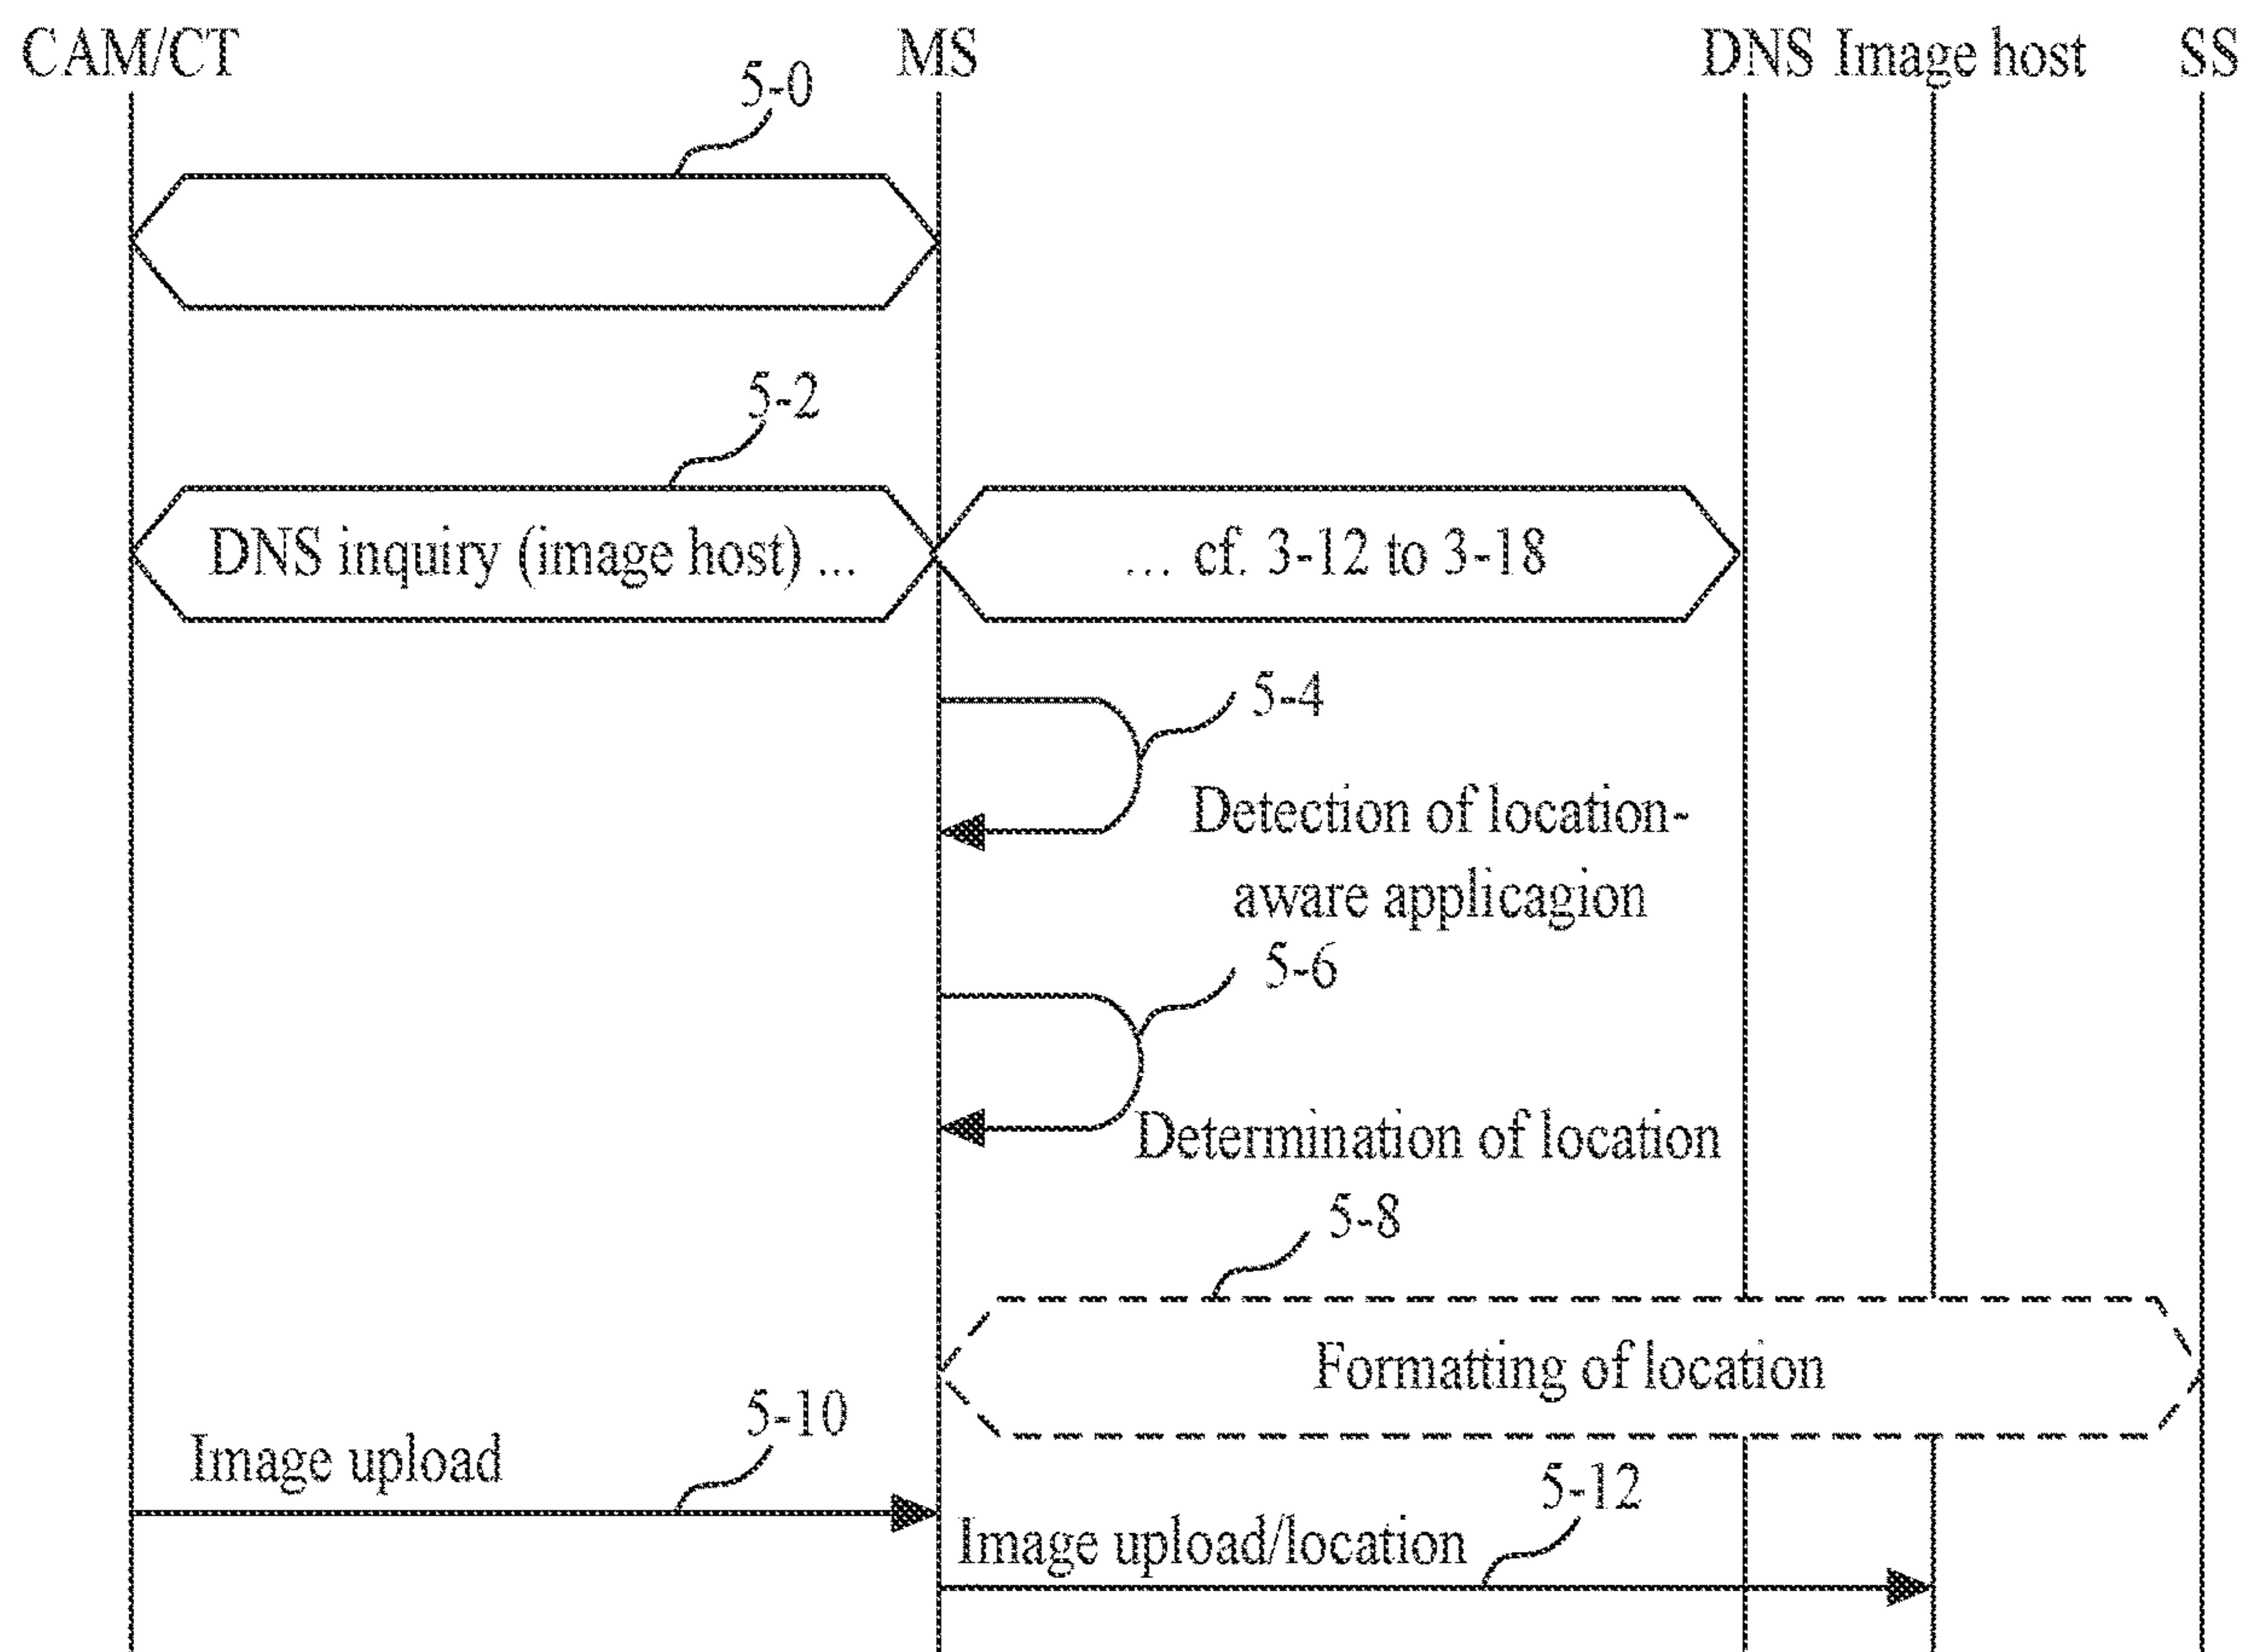 CAM/CT MS DNS Image host SS
5-0
5-2
DNS inquiry (image host) ... ... cf. 3-12 to 3-18
5-4
Detection of location-
aware applicagion
5-6
Determination of location
5-8
Formatting of location
5-10
Image upload
5-12
Image upload/location